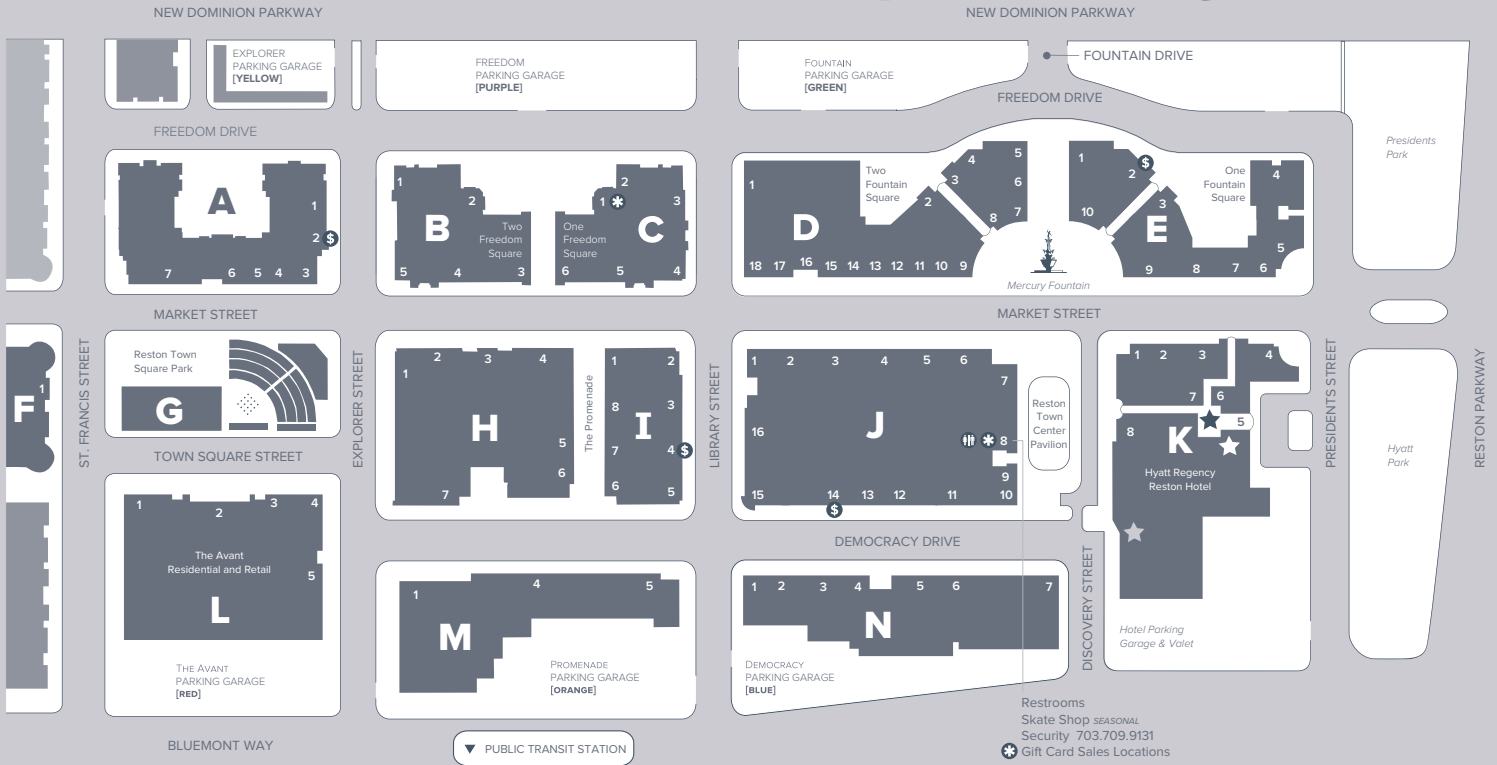 NEW DOMINION PARKWAY
NEW DOMINION PARKWAY
EXPLORER
PARKING GARAGE
[YELLOW]
FREEDOM
PARKING GARAGE
[PURPLE]
FOUNTAIN
PARKING GARAGE
[GREEN]
FOUNTAIN DRIVE
FREEDOM DRIVE
FREEDOM DRIVE
Presidents
Park
A
1
2
$
7
6
5
4
3
B
1
2
Two
Freedom
Square
5
4
3
C
2
1
*
3
One
Freedom
Square
6
5
4
D
1
Two
Fountain
Square
2
3
4
5
6
7
8
18
17
16
15
14
13
12
11
10
9
Mercury Fountain
E
1
$
2
3
10
One
Fountain
Square
4
5
9
8
7
6
MARKET STREET
MARKET STREET
F
1
ST. FRANCIS STREET
Reston Town
Square Park
G
EXPLORER STREET
H
1
2
3
4
5
6
7
The Promenade
I
1
2
8
3
7
4
$
6
5
LIBRARY STREET
J
1
2
3
4
5
6
7
16
*
8
9
15
14
13
12
11
10
$
Reston
Town
Center
Pavilion
K
1
2
3
4
7
6
5
8
Hyatt Regency
Reston Hotel
Hotel Parking
Garage & Valet
PRESIDENTS STREET
Hyatt
Park
RESTON PARKWAY
TOWN SQUARE STREET
DEMOCRACY DRIVE
DISCOVERY STREET
L
1
2
3
4
5
The Avant
Residential and Retail
THE AVANT
PARKING GARAGE
[RED]
M
1
4
5
PROMENADE
PARKING GARAGE
[ORANGE]
N
1
2
3
4
5
6
7
DEMOCRACY
PARKING GARAGE
[BLUE]
BLUEMONT WAY
PUBLIC TRANSIT STATION
Restrooms
Skate Shop SEASONAL
Security 703.709.9131
* Gift Card Sales Locations